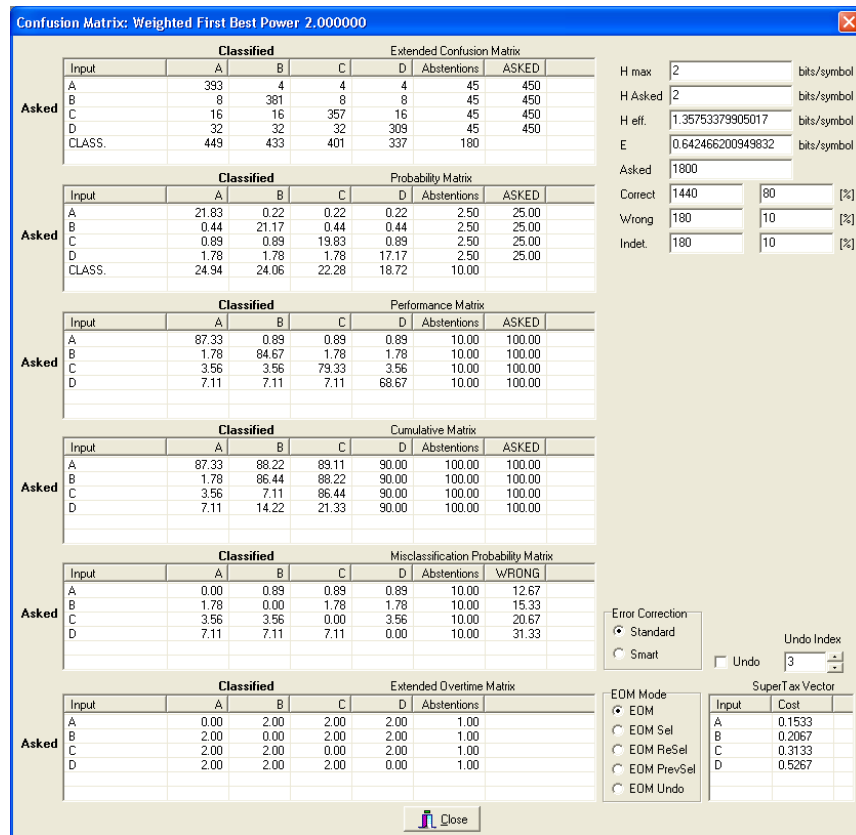 Confusion Matrix: Weighted First Best Power 2.000000
Classified Extended Confusion Matrix
Input A B C D Abstentions ASKED
Asked
A 393 4 4 4 45 450
B 8 381 8 8 45 450
C 16 16 357 16 45 450
D 32 32 32 309 45 450
CLASS. 449 433 401 337 180
Classified Probability Matrix
Input A B C D Abstentions ASKED
Asked
A 21.83 0.22 0.22 0.22 2.50 25.00
B 0.44 21.17 0.44 0.44 2.50 25.00
C 0.89 0.89 19.83 0.89 2.50 25.00
D 1.78 1.78 1.78 17.17 2.50 25.00
CLASS. 24.94 24.06 22.28 18.72 10.00
Classified Performance Matrix
Input A B C D Abstentions ASKED
Asked
A 87.33 0.89 0.89 0.89 10.00 100.00
B 1.78 84.67 1.78 1.78 10.00 100.00
C 3.56 3.56 79.33 3.56 10.00 100.00
D 7.11 7.11 7.11 68.67 10.00 100.00
Classified Cumulative Matrix
Input A B C D Abstentions ASKED
Asked
A 87.33 88.22 89.11 90.00 100.00 100.00
B 1.78 86.44 88.22 90.00 100.00 100.00
C 3.56 7.11 86.44 90.00 100.00 100.00
D 7.11 14.22 21.33 90.00 100.00 100.00
Classified Misclassification Probability Matrix
Input A B C D Abstentions WRONG
Asked
A 0.00 0.89 0.89 0.89 10.00 12.67
B 1.78 0.00 1.78 1.78 10.00 15.33
C 3.56 3.56 0.00 3.56 10.00 20.67
D 7.11 7.11 7.11 0.00 10.00 31.33
Classified Extended Overtime Matrix
Input A B C D Abstentions
Asked
A 0.00 2.00 2.00 2.00 1.00
B 2.00 0.00 2.00 2.00 1.00
C 2.00 2.00 0.00 2.00 1.00
D 2.00 2.00 2.00 0.00 1.00
H max 2 bits/symbol
H Asked 2 bits/symbol
H eff. 1.35753379905017 bits/symbol
E 0.642466200949832 bits/symbol
Asked 1800
Correct 1440 80 [%]
Wrong 180 10 [%]
Indet. 180 10 [%]
Error Correction
Standard
Smart
Undo
Undo Index
3
EOM Mode
EOM
EOM Sel
EOM ReSel
EOM PrevSel
EOM Undo
SuperTax Vector
Input Cost
A 0.1533
B 0.2067
C 0.3133
D 0.5267
Close